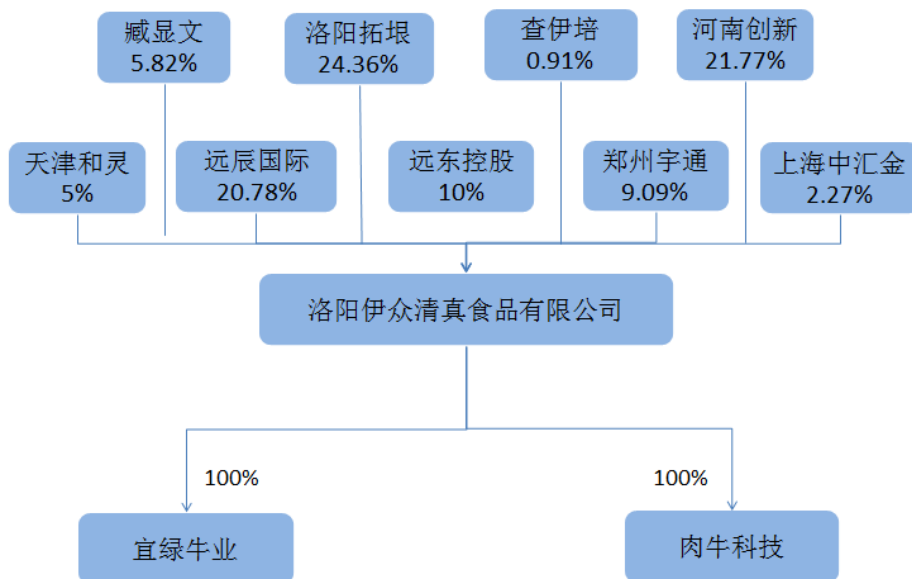 臧显文
5.82%
洛阳拓垠
24.36%
查伊培
0.91%
河南创新
21.77%
天津和灵
5%
远辰国际
20.78%
远东控股
10%
郑州宇通
9.09%
上海中汇金
2.27%
洛阳伊众清真食品有限公司
100%
100%
宜绿牛业
肉牛科技